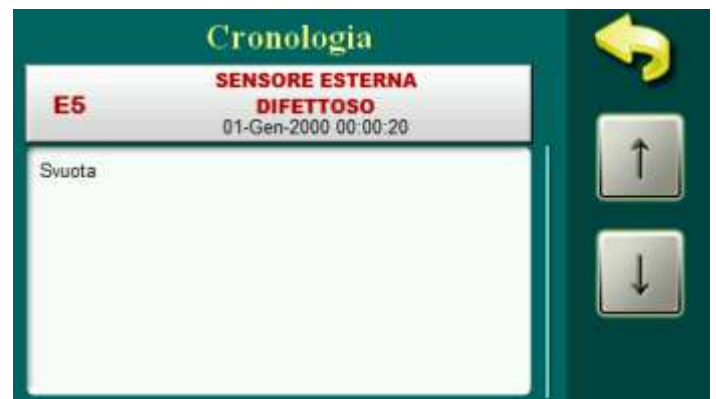 Cronologia
E5
SENSORE ESTERNA
DIFETTOSO
01-Gen-2000 00:00:20
Svuota